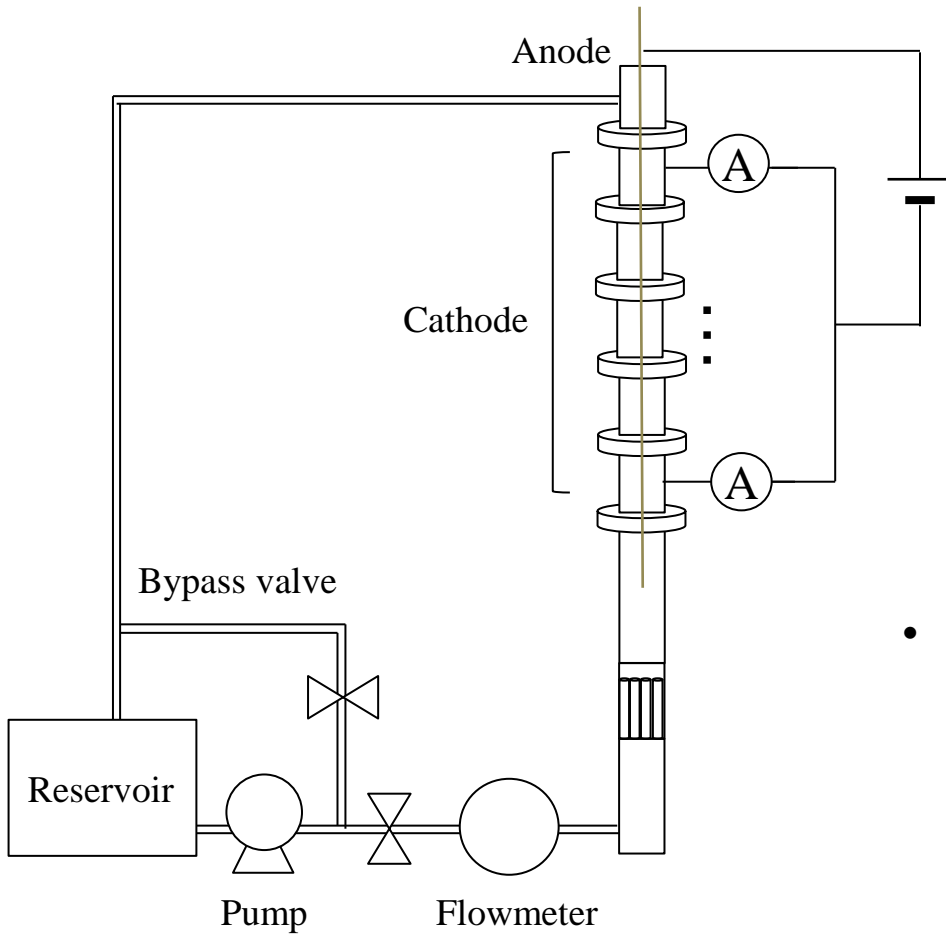 Anode
A
Cathode
A
Bypass valve
Reservoir
Pump
Flowmeter